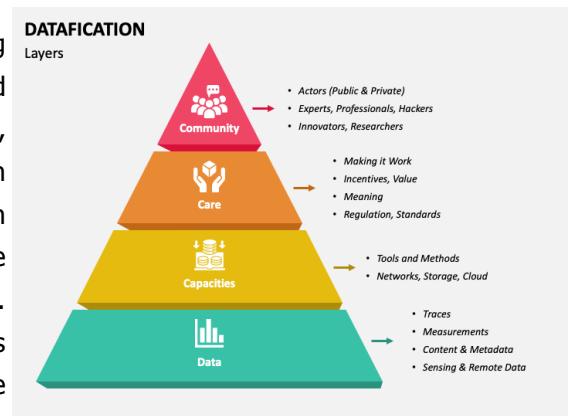 DATAFICATION
Layers
Community
• Actors (Public & Private)
• Experts, Professionals, Hackers
• Innovators, Researchers
Care
• Making it Work
• Incentives, Value
• Meaning
• Regulation, Standards
Capacities
• Tools and Methods
• Networks, Storage, Cloud
Data
• Traces
• Measurements
• Content & Metadata
• Sensing & Remote Data